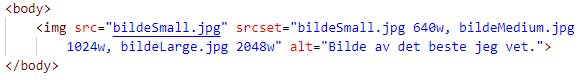 <body>
<img src="bildeSmall.jpg" srcset="bildeSmall.jpg 640w, bildeMedium.jpg
1024w, bildeLarge.jpg 2048w" alt="Bilde av det beste jeg vet.">
</body>